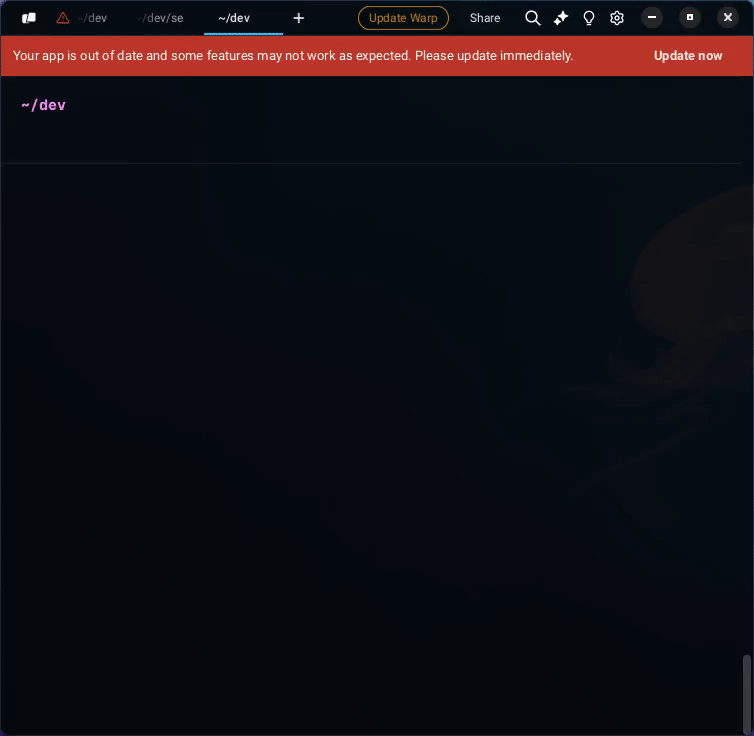 ~/dev
~/dev/se
~/dev
Update Warp
Share
Your app is out of date and some features may not work as expected. Please update immediately.
Update now
~/dev